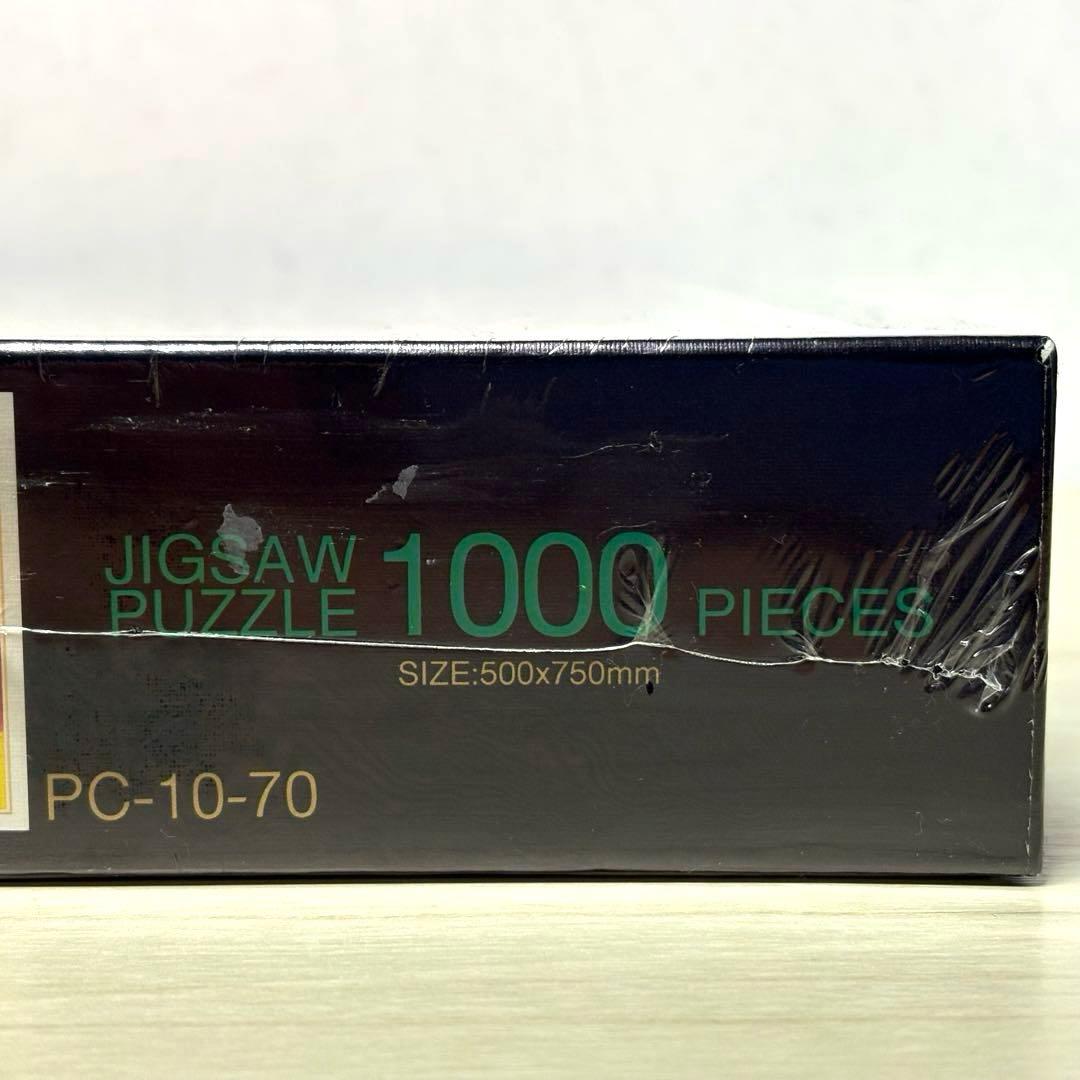 JIGSAW PUZZLE 1000 PIECES
SIZE:500x750mm
PC-10-70